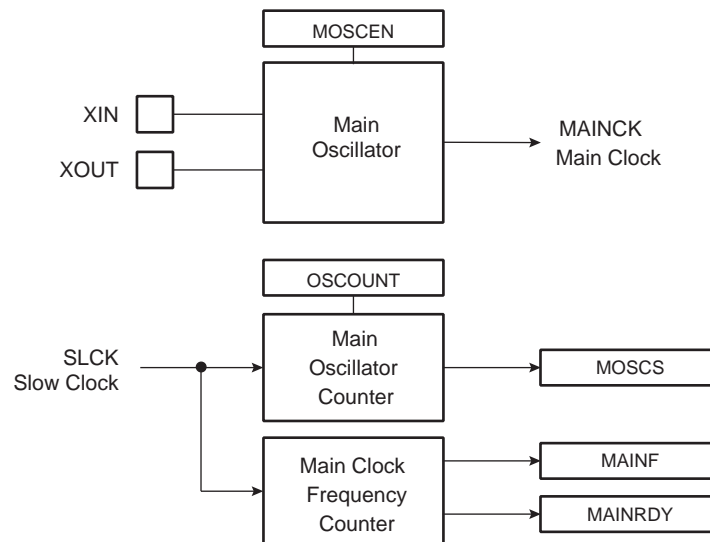 MOSCEN
XIN
XOUT
Main
Oscillator
MAINCK
Main Clock
OSCOUNT
SLCK
Slow Clock
Main
Oscillator
Counter
MOSCS
Main Clock
Frequency
Counter
MAINF
MAINRDY